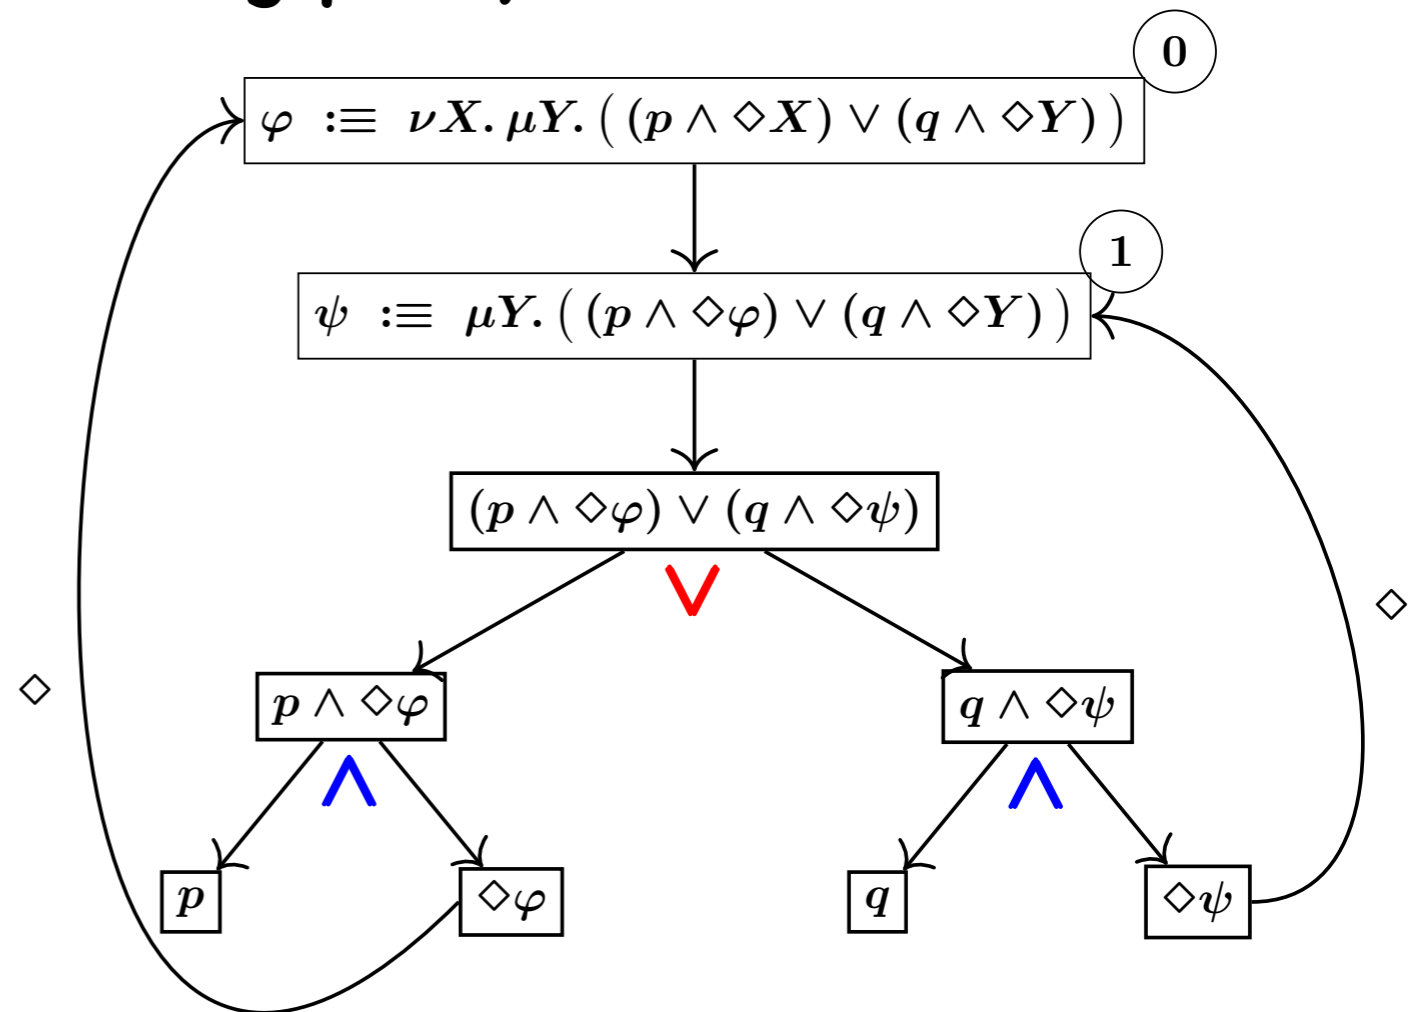 0
φ :≡ νX. μY. ( (p ∧ ◇X) ∨ (q ∧ ◇Y) )
1
ψ :≡ μY. ( (p ∧ ◇φ) ∨ (q ∧ ◇Y) )
(p ∧ ◇φ) ∨ (q ∧ ◇ψ)
∨
◇
◇
p ∧ ◇φ
q ∧ ◇ψ
∧
∧
p
◇φ
q
◇ψ